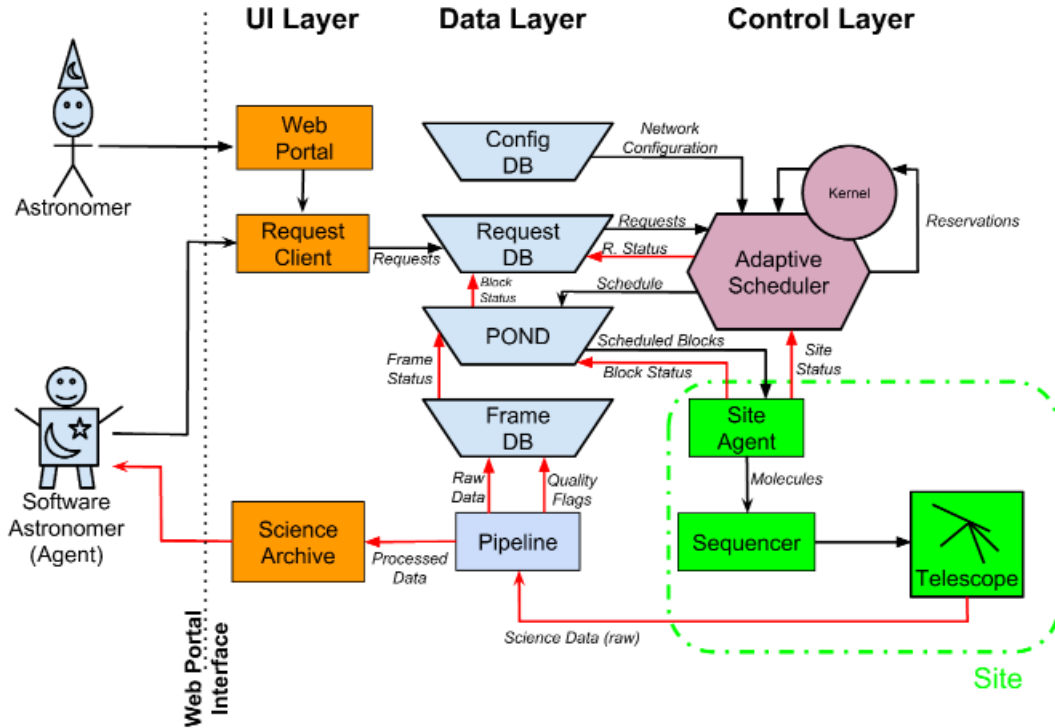 UI Layer
Data Layer
Control Layer
Astronomer
Web
Portal
Config
DB
Network
Configuration
Kernel
Reservations
Request
Client
Requests
Request
DB
Requests
R. Status
Adaptive
Scheduler
Block
Status
Schedule
POND
Scheduled Blocks
Block Status
Site
Status
Frame
Status
Frame
DB
Site
Agent
Molecules
Raw
Data
Quality
Flags
Software
Astronomer
(Agent)
Science
Archive
Processed
Data
Pipeline
Sequencer
Telescope
Science Data (raw)
Site
Web Portal
Interface